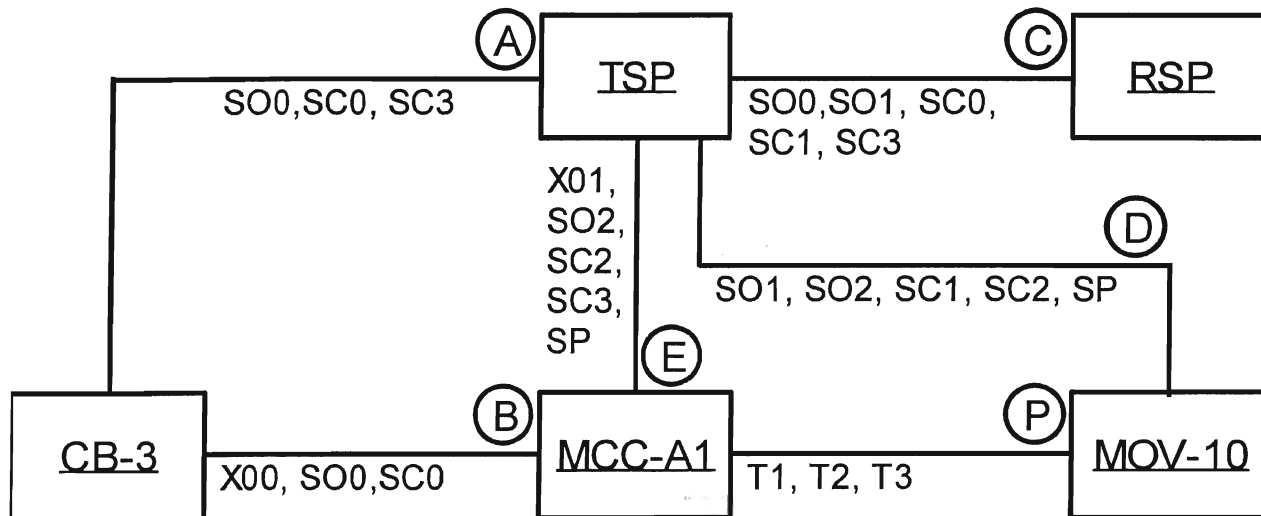 A
TSP
C
RSP
SO0,SC0, SC3
SO0,SO1, SC0,
SC1, SC3
X01,
SO2,
SC2,
SC3,
SP
D
SO1, SO2, SC1, SC2, SP
E
CB-3
B
MCC-A1
P
MOV-10
X00, SO0,SC0
T1, T2, T3